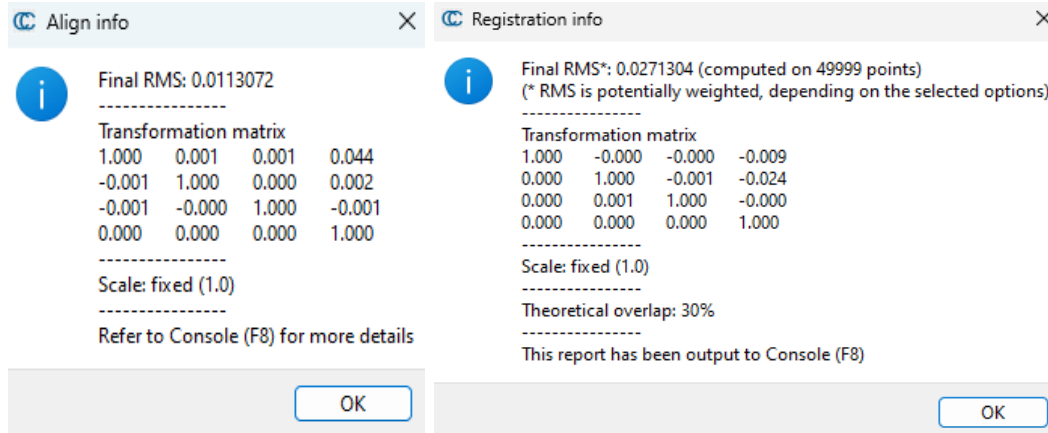 Align info
Final RMS: 0.0113072
----------------
Transformation matrix
1.000 0.001 0.001 0.044
-0.001 1.000 0.000 0.002
-0.001 -0.000 1.000 -0.001
0.000 0.000 0.000 1.000
----------------
Scale: fixed (1.0)
----------------
Refer to Console (F8) for more details
OK
Registration info
Final RMS*: 0.0271304 (computed on 49999 points)
(* RMS is potentially weighted, depending on the selected options)
----------------
Transformation matrix
1.000 -0.000 -0.000 -0.009
0.000 1.000 -0.001 -0.024
0.000 0.001 1.000 -0.000
0.000 0.000 0.000 1.000
----------------
Scale: fixed (1.0)
----------------
Theoretical overlap: 30%
----------------
This report has been output to Console (F8)
OK